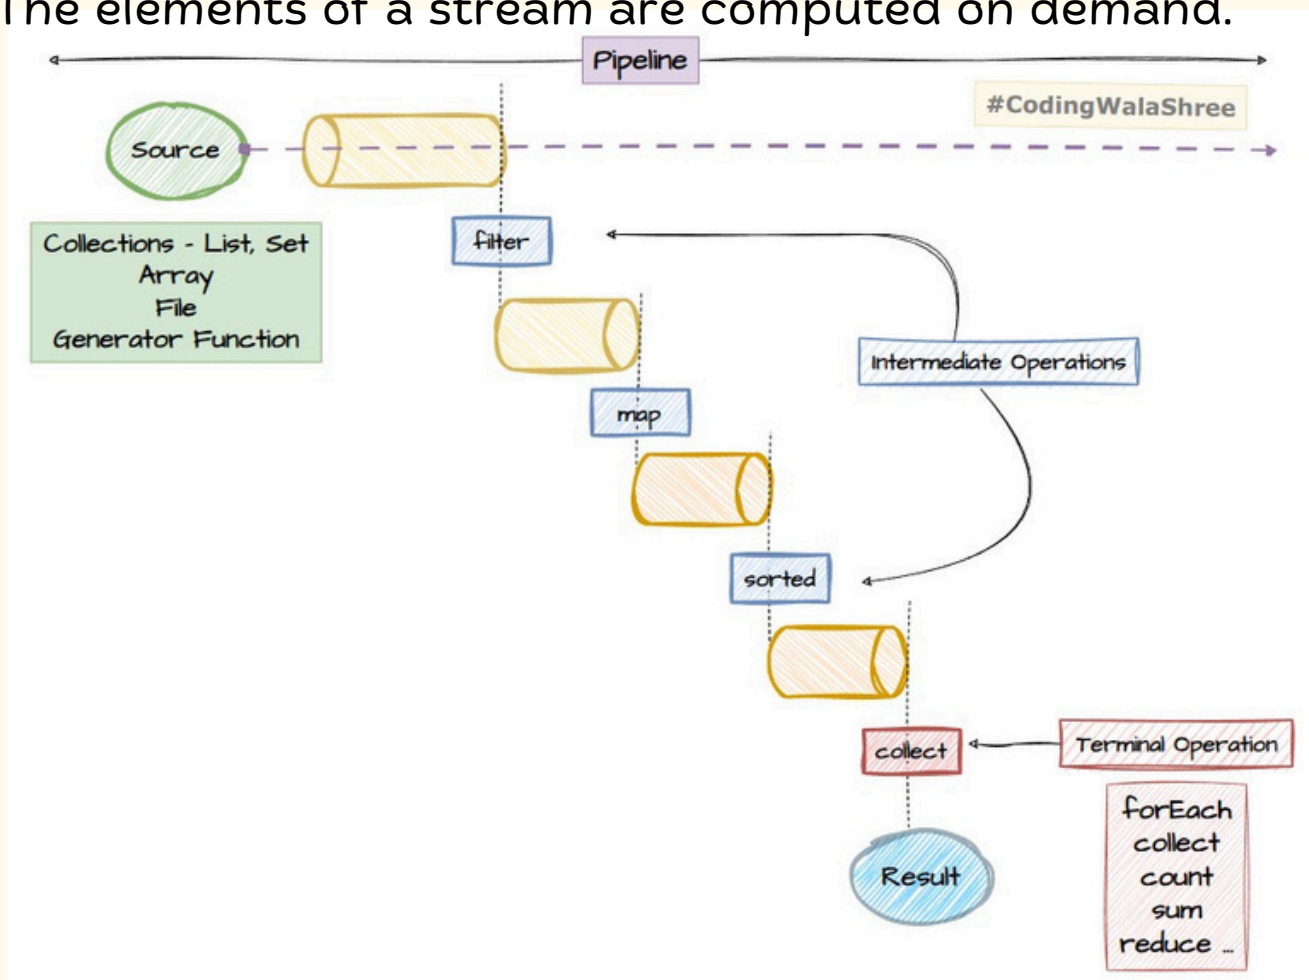 The elements of a stream are computed on demand.
Pipeline
#CodingWalaShree
Source
Collections - List, Set
Array
File
Generator Function
filter
Intermediate Operations
map
sorted
collect
Terminal Operation
forEach
collect
count
sum
reduce ...
Result